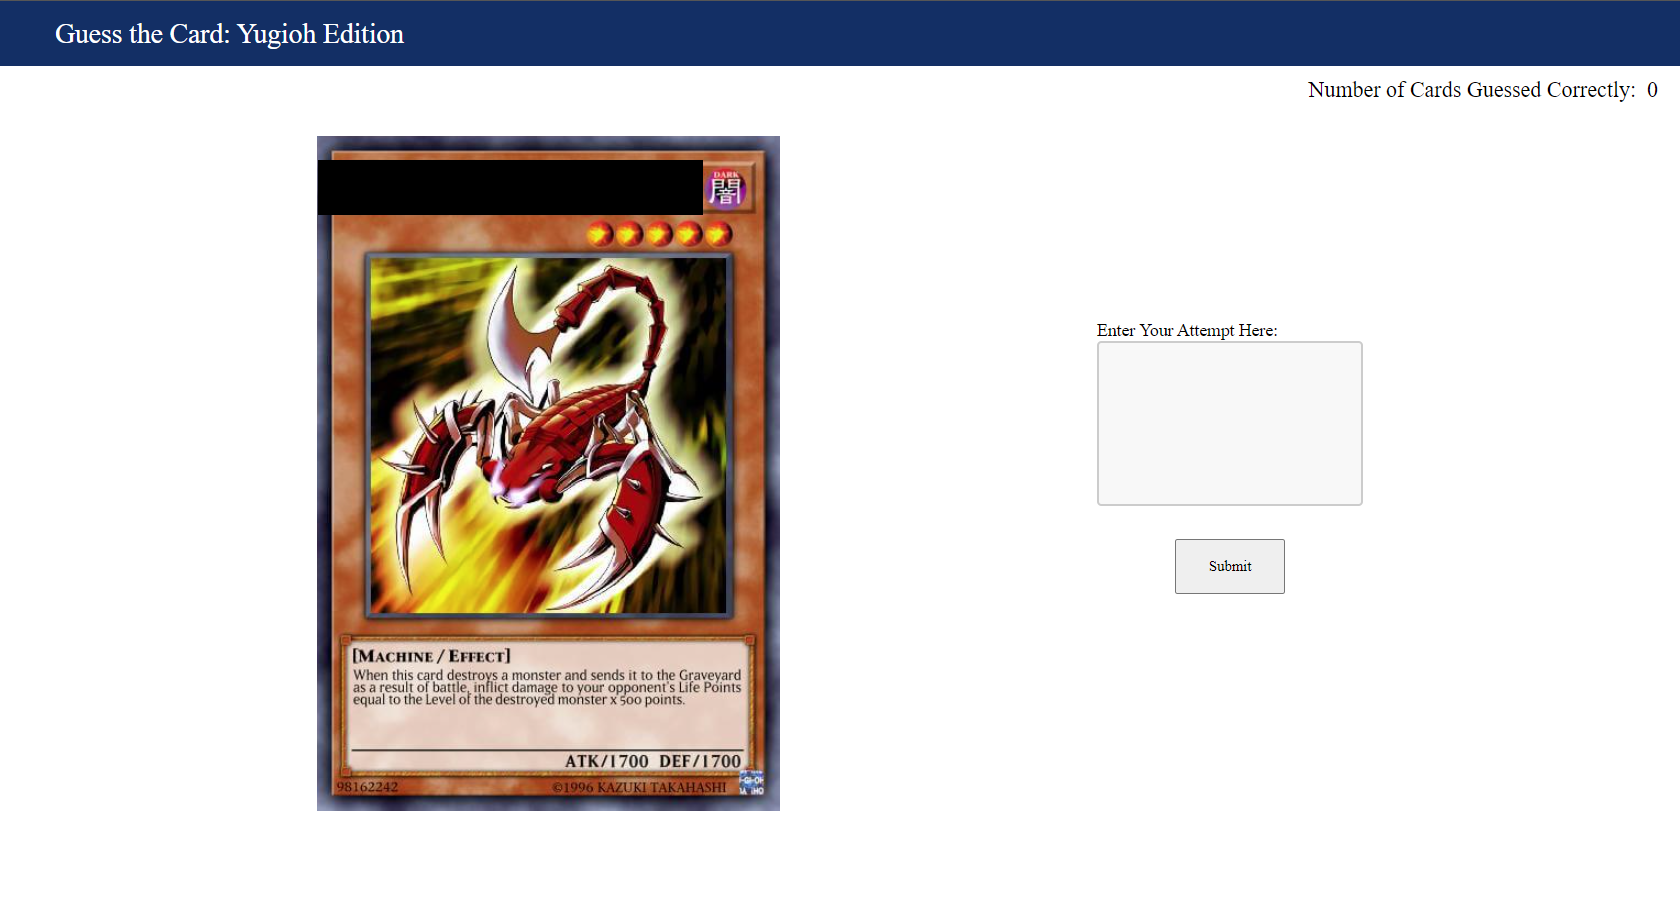 Guess the Card: Yugioh Edition
Number of Cards Guessed Correctly: 0
DARK
闇
[MACHINE / EFFECT]
When this card destroys a monster and sends it to the Graveyard
as a result of battle, inflict damage to your opponent's Life Points
equal to the Level of the destroyed monster x 500 points.
ATK/1700 DEF/1700
98162242
©1996 KAZUKI TAKAHASHI
Enter Your Attempt Here:
Submit